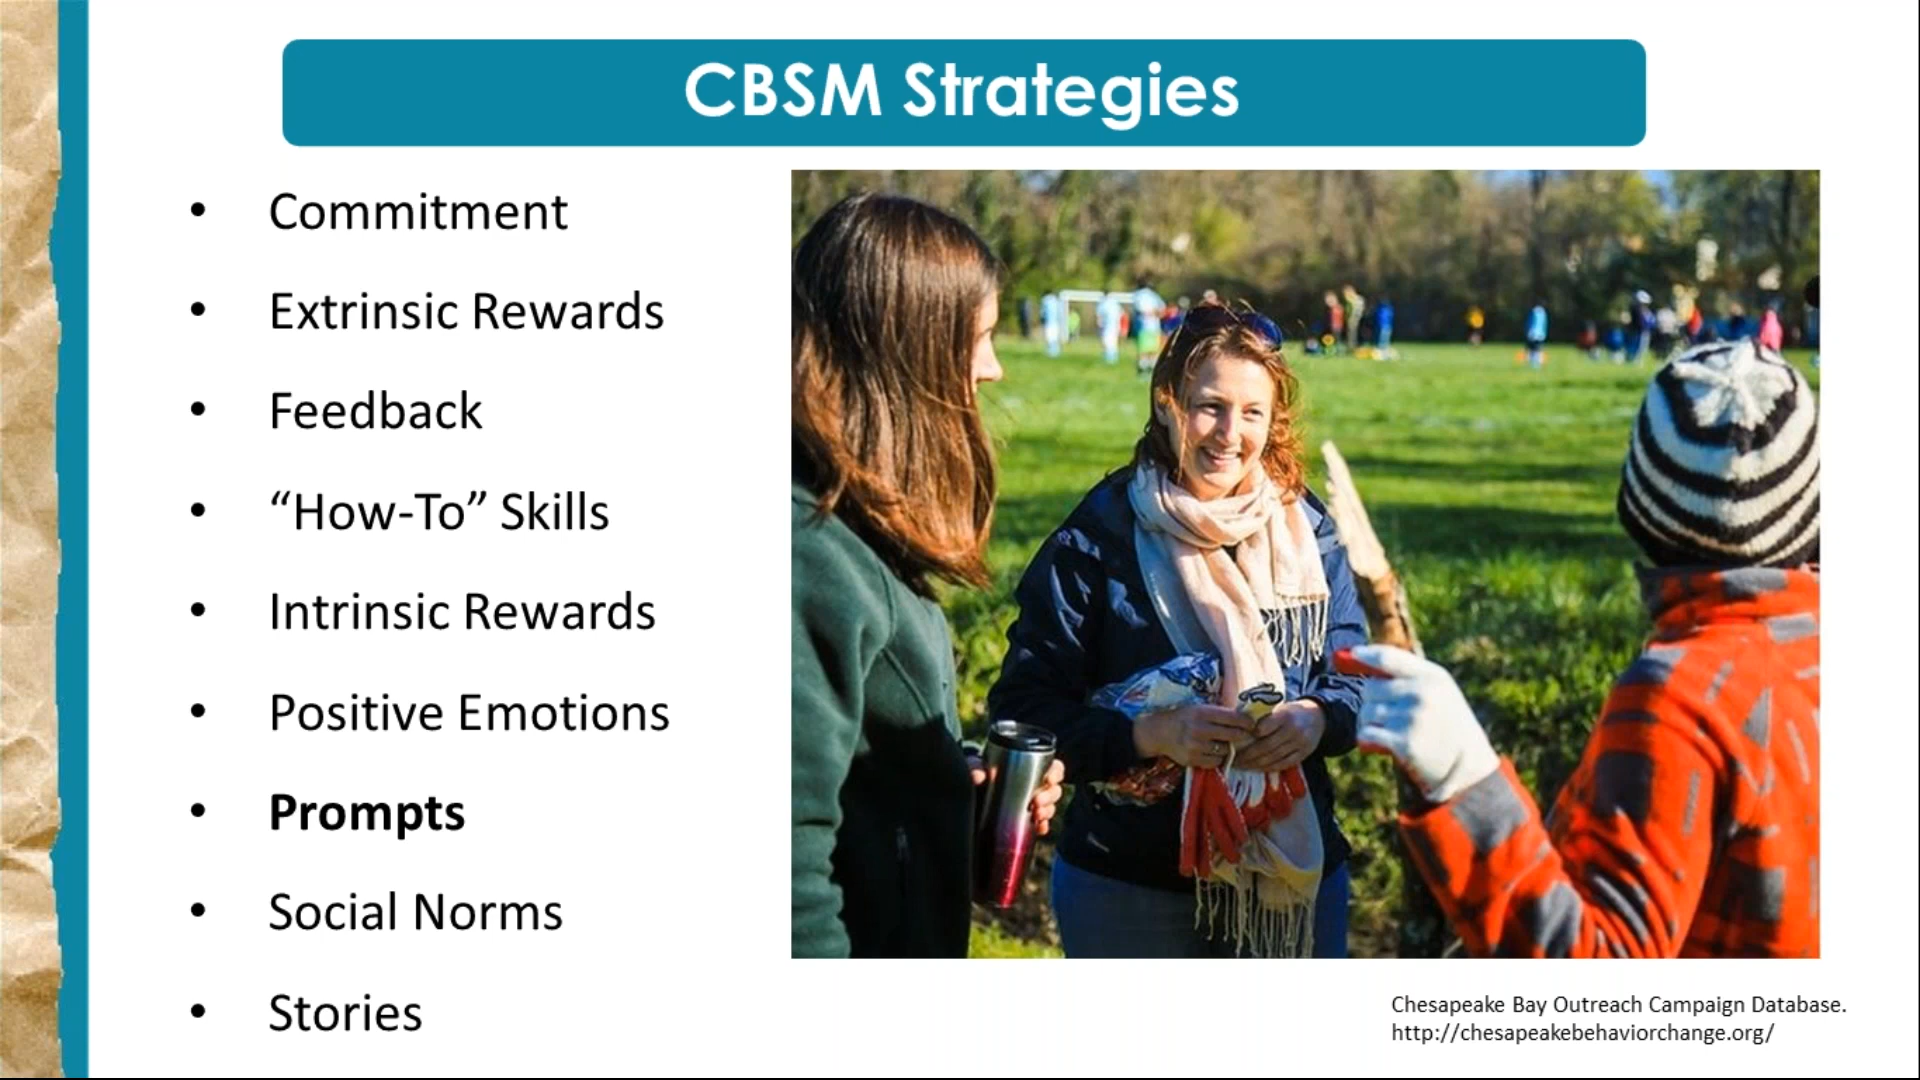 CBSM Strategies
• Commitment
• Extrinsic Rewards
• Feedback
• “How-To” Skills
• Intrinsic Rewards
• Positive Emotions
• Prompts
• Social Norms
• Stories
Chesapeake Bay Outreach Campaign Database.
http://chesapeakebehaviorchange.org/